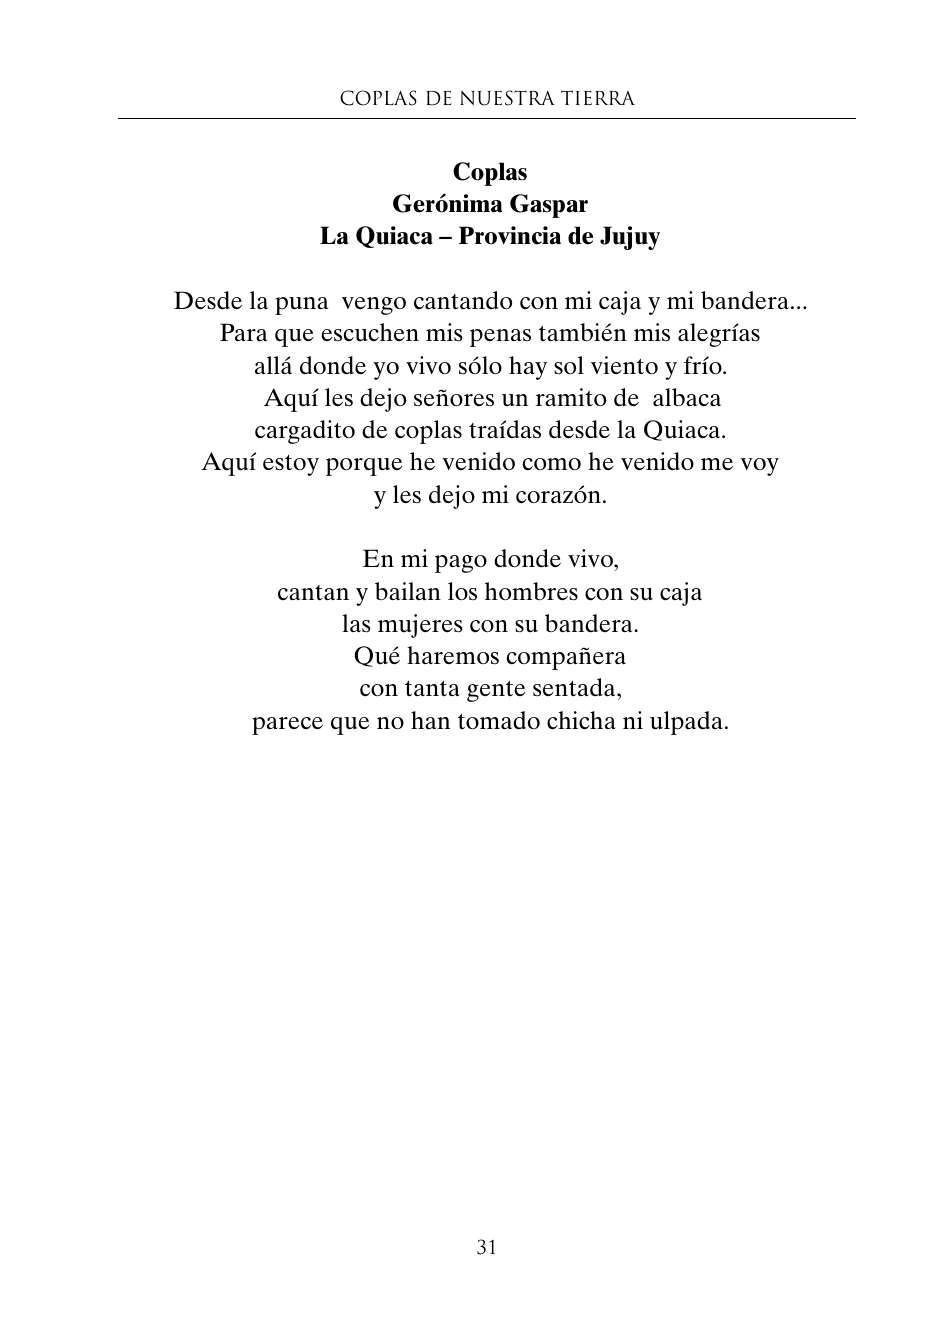 COPLAS DE NUESTRA TIERRA
Coplas
Gerónima Gaspar
La Quiaca – Provincia de Jujuy
Desde la puna  vengo cantando con mi caja y mi bandera...
Para que escuchen mis penas también mis alegrías
allá donde yo vivo sólo hay sol viento y frío.
Aquí les dejo señores un ramito de  albaca
cargadito de coplas traídas desde la Quiaca.
Aquí estoy porque he venido como he venido me voy
y les dejo mi corazón.
En mi pago donde vivo,
cantan y bailan los hombres con su caja
las mujeres con su bandera.
Qué haremos compañera
con tanta gente sentada,
parece que no han tomado chicha ni ulpada.
31